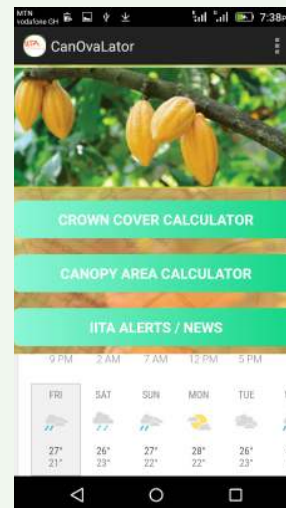 MTN
vodafone GH
7:38P
IITA
CanOvaLator
CROWN COVER CALCULATOR
CANOPY AREA CALCULATOR
IITA ALERTS / NEWS
9 PM 2 AM 7 AM 12 PM 5 PM
FRI SAT SUN MON TUE
27° 26° 27° 28° 26°
21° 23° 22° 22° 23°